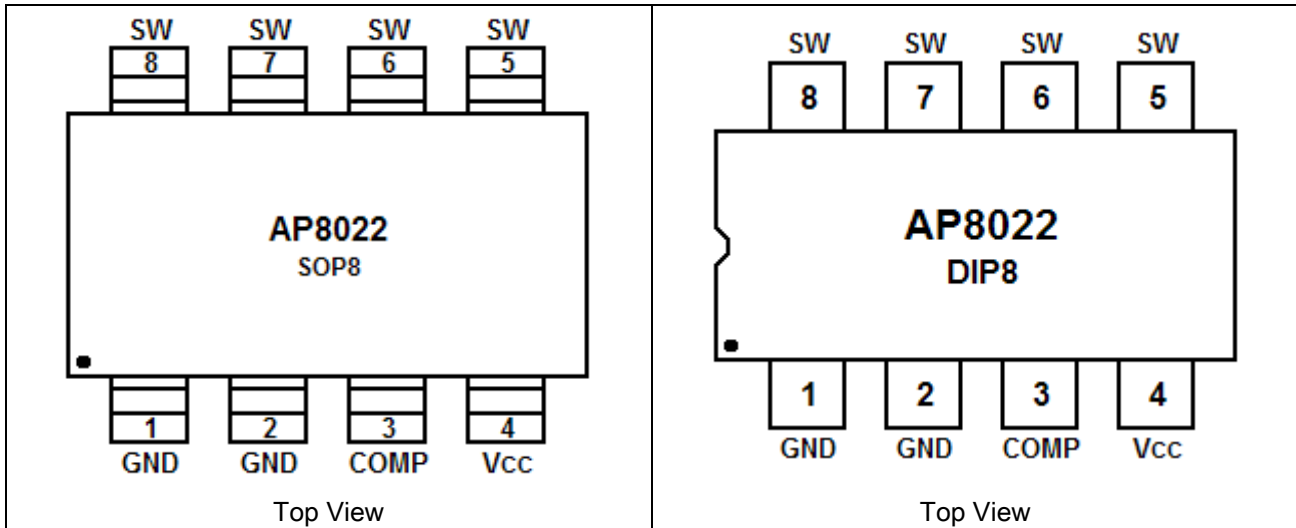 SW SW SW SW
8 7 6 5
AP8022
SOP8
1 2 3 4
GND GND COMP Vcc
Top View
SW SW SW SW
8 7 6 5
AP8022
DIP8
1 2 3 4
GND GND COMP Vcc
Top View